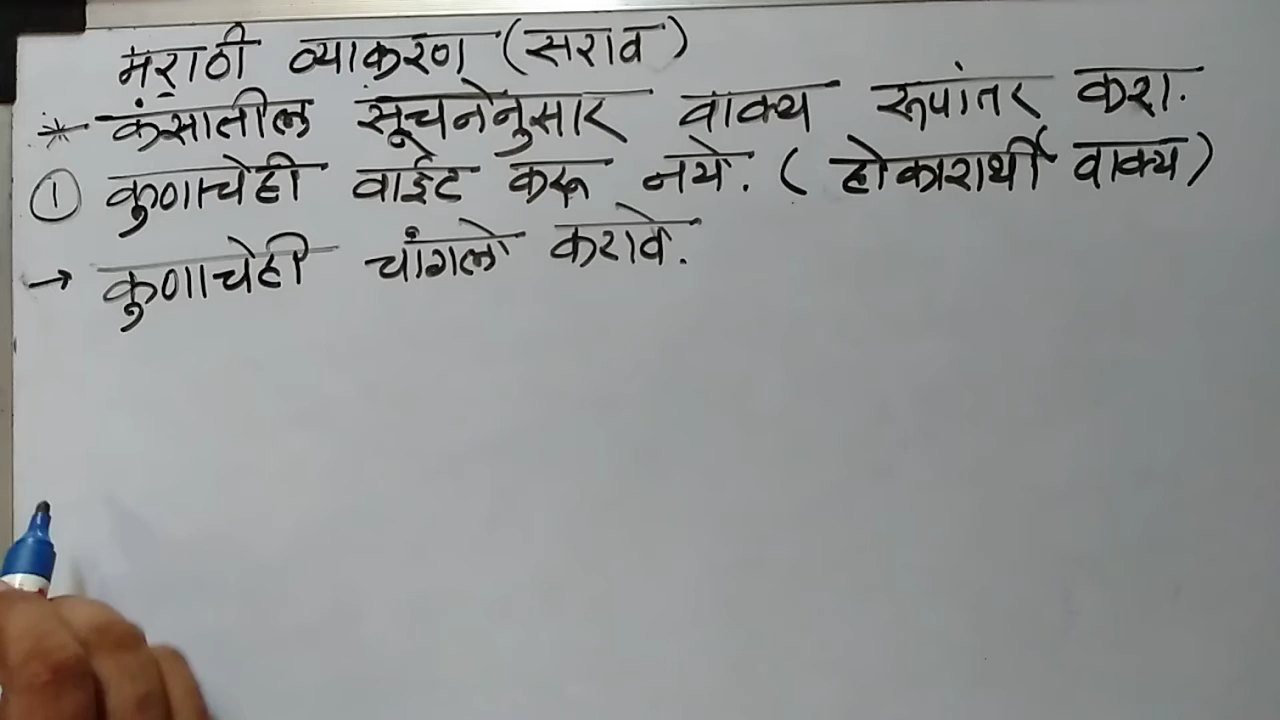 मराठी व्याकरण (सराव)
* कंसातील सूचनेनुसार वाक्य रूपांतर करा.
① कुणाचेही वाईट करू नये. ( होकारार्थी वाक्य)
→ कुणाचेही चांगले करावे.